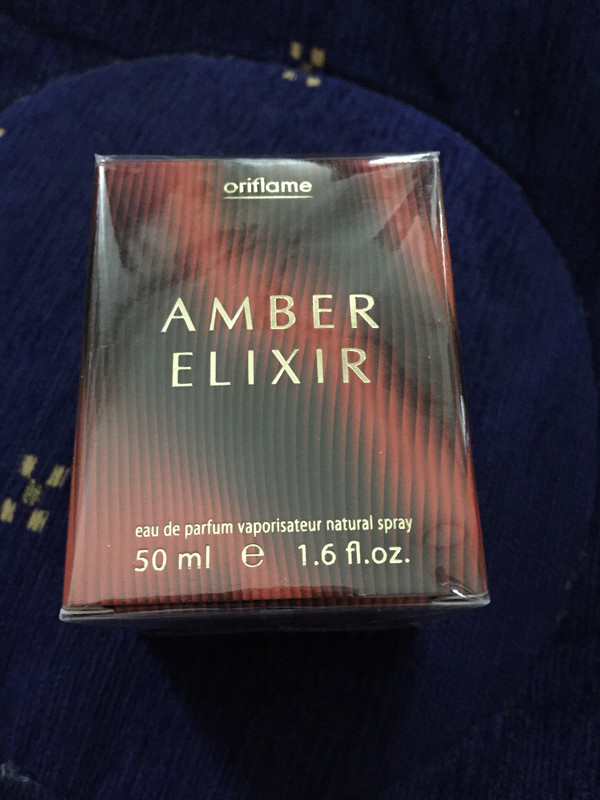 oriflame
AMBER
ELIXIR
eau de parfum vaporisateur natural spray
50 ml ℮ 1.6 fl.oz.